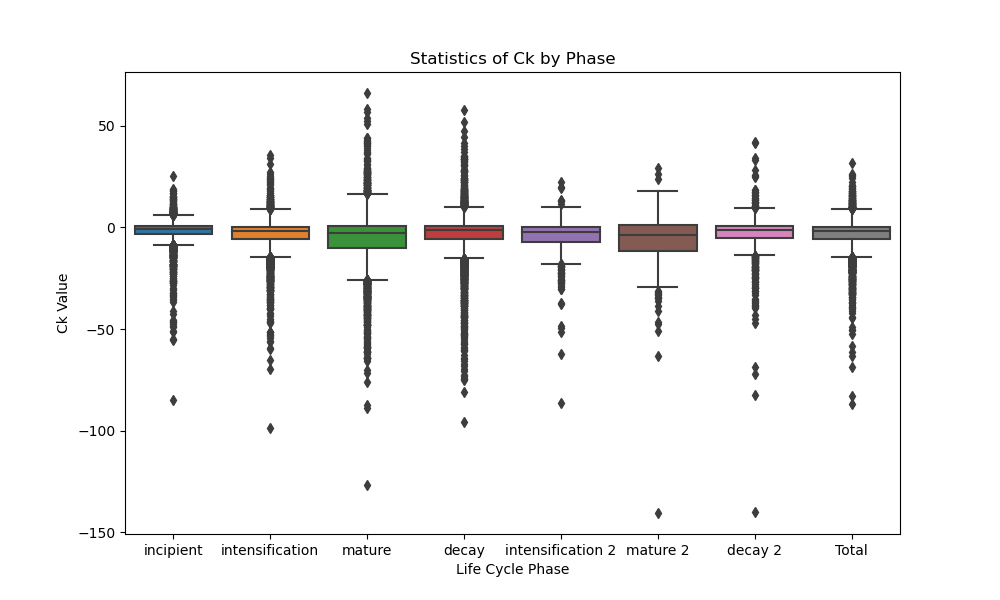 Statistics of Ck by Phase
Ck Value
50
0
−50
−100
−150
incipient intensification mature decay intensification 2 mature 2 decay 2 Total
Life Cycle Phase